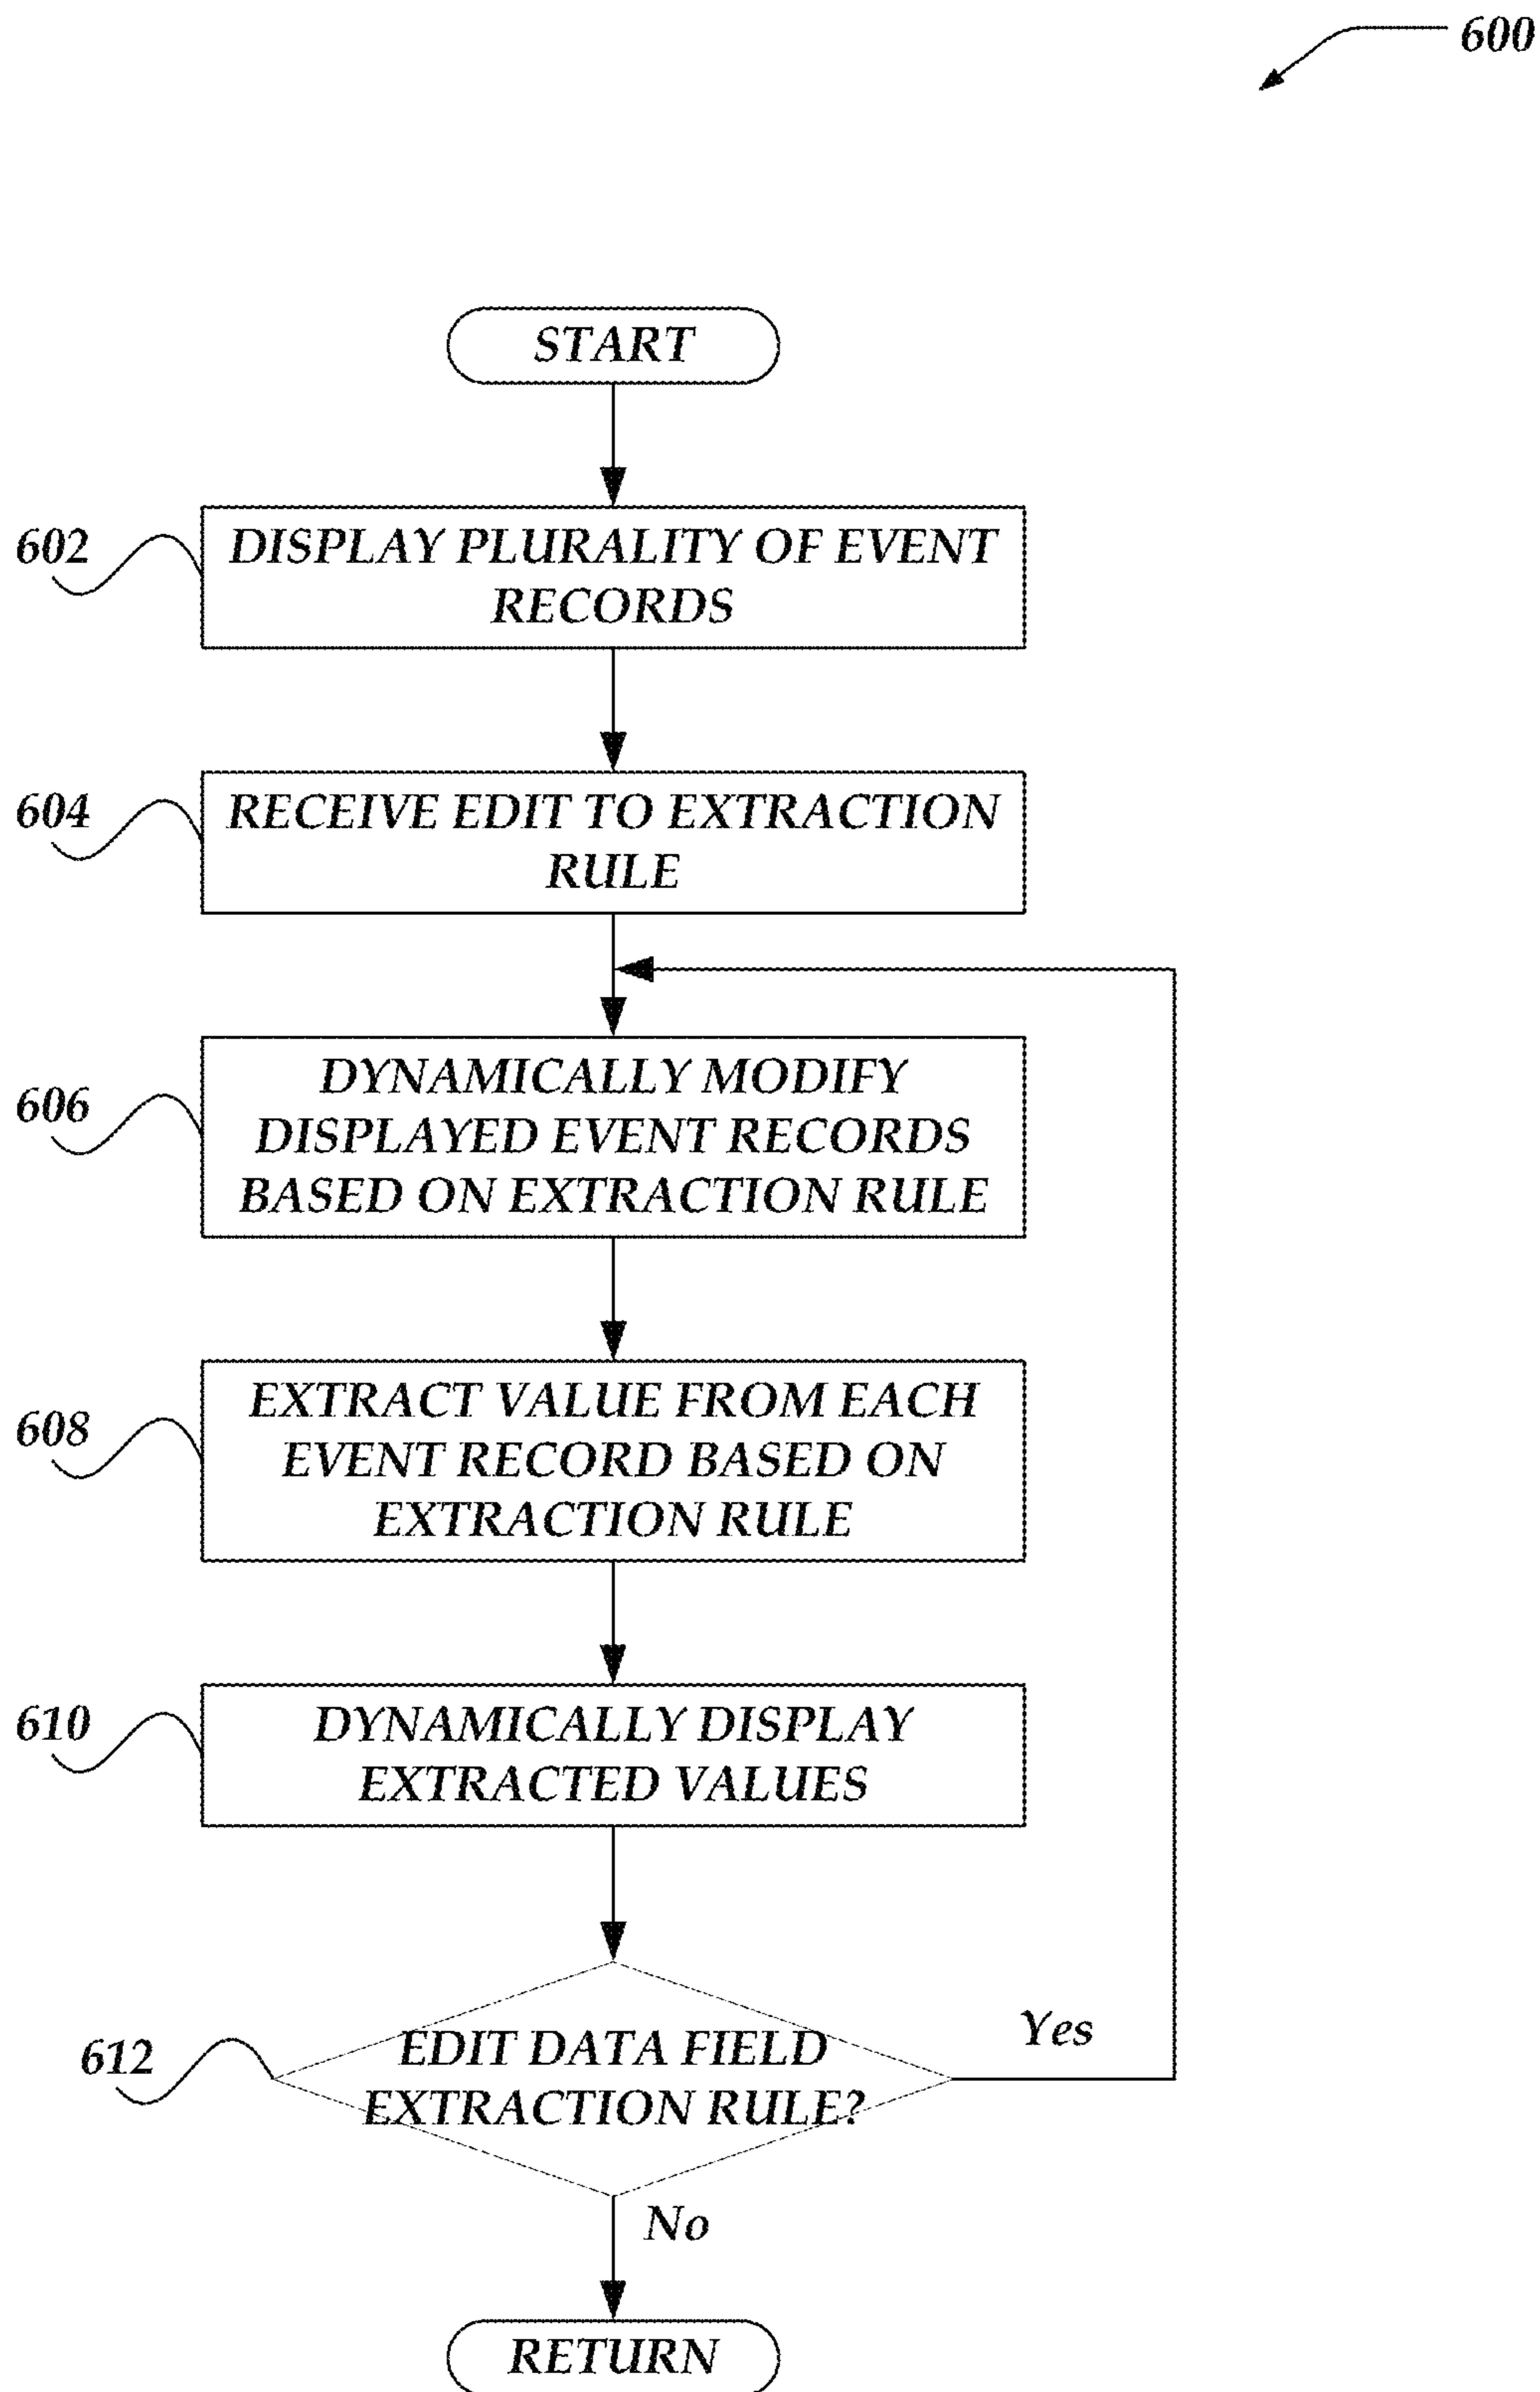 600
START
602
DISPLAY PLURALITY OF EVENT
RECORDS
604
RECEIVE EDIT TO EXTRACTION
RULE
606
DYNAMICALLY MODIFY
DISPLAYED EVENT RECORDS
BASED ON EXTRACTION RULE
608
EXTRACT VALUE FROM EACH
EVENT RECORD BASED ON
EXTRACTION RULE
610
DYNAMICALLY DISPLAY
EXTRACTED VALUES
612
EDIT DATA FIELD
EXTRACTION RULE?
Yes
No
RETURN